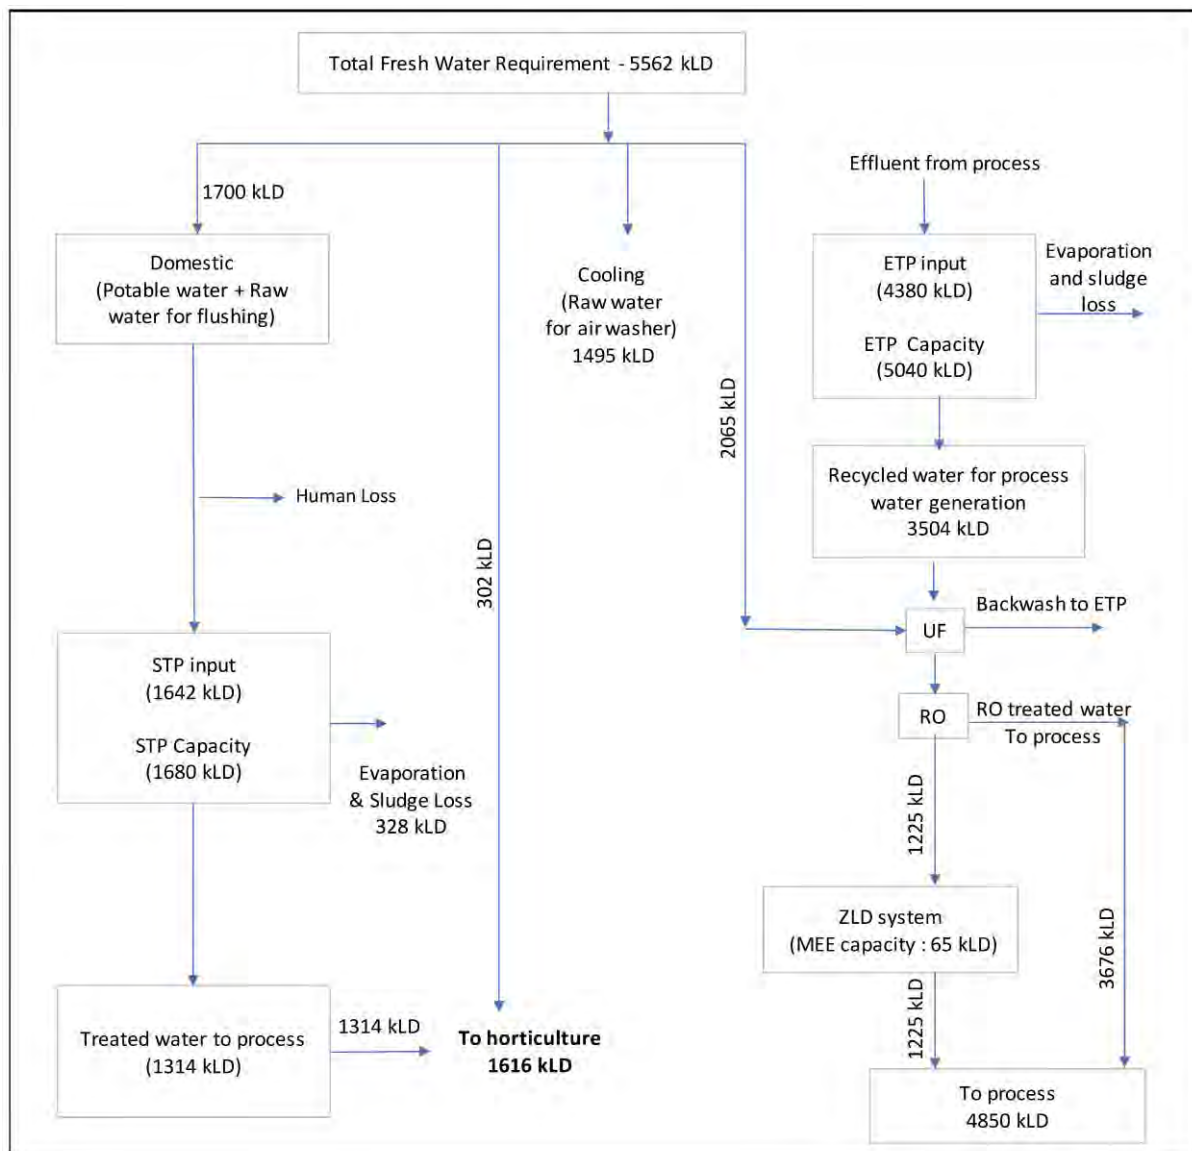 Total Fresh Water Requirement - 5562 kLD
1700 kLD
Domestic
(Potable water + Raw
water for flushing)
Human Loss
STP input
(1642 kLD)
STP Capacity
(1680 kLD)
Evaporation
& Sludge Loss
328 kLD
Treated water to process
(1314 kLD)
1314 kLD
302 kLD
To horticulture
1616 kLD
Cooling
(Raw water
for air washer)
1495 kLD
2065 kLD
Effluent from process
ETP input
(4380 kLD)
ETP Capacity
(5040 kLD)
Evaporation
and sludge
loss
Recycled water for process
water generation
3504 kLD
UF
Backwash to ETP
RO
RO treated water
To process
1225 kLD
ZLD system
(MEE capacity : 65 kLD)
1225 kLD
3676 kLD
To process
4850 kLD